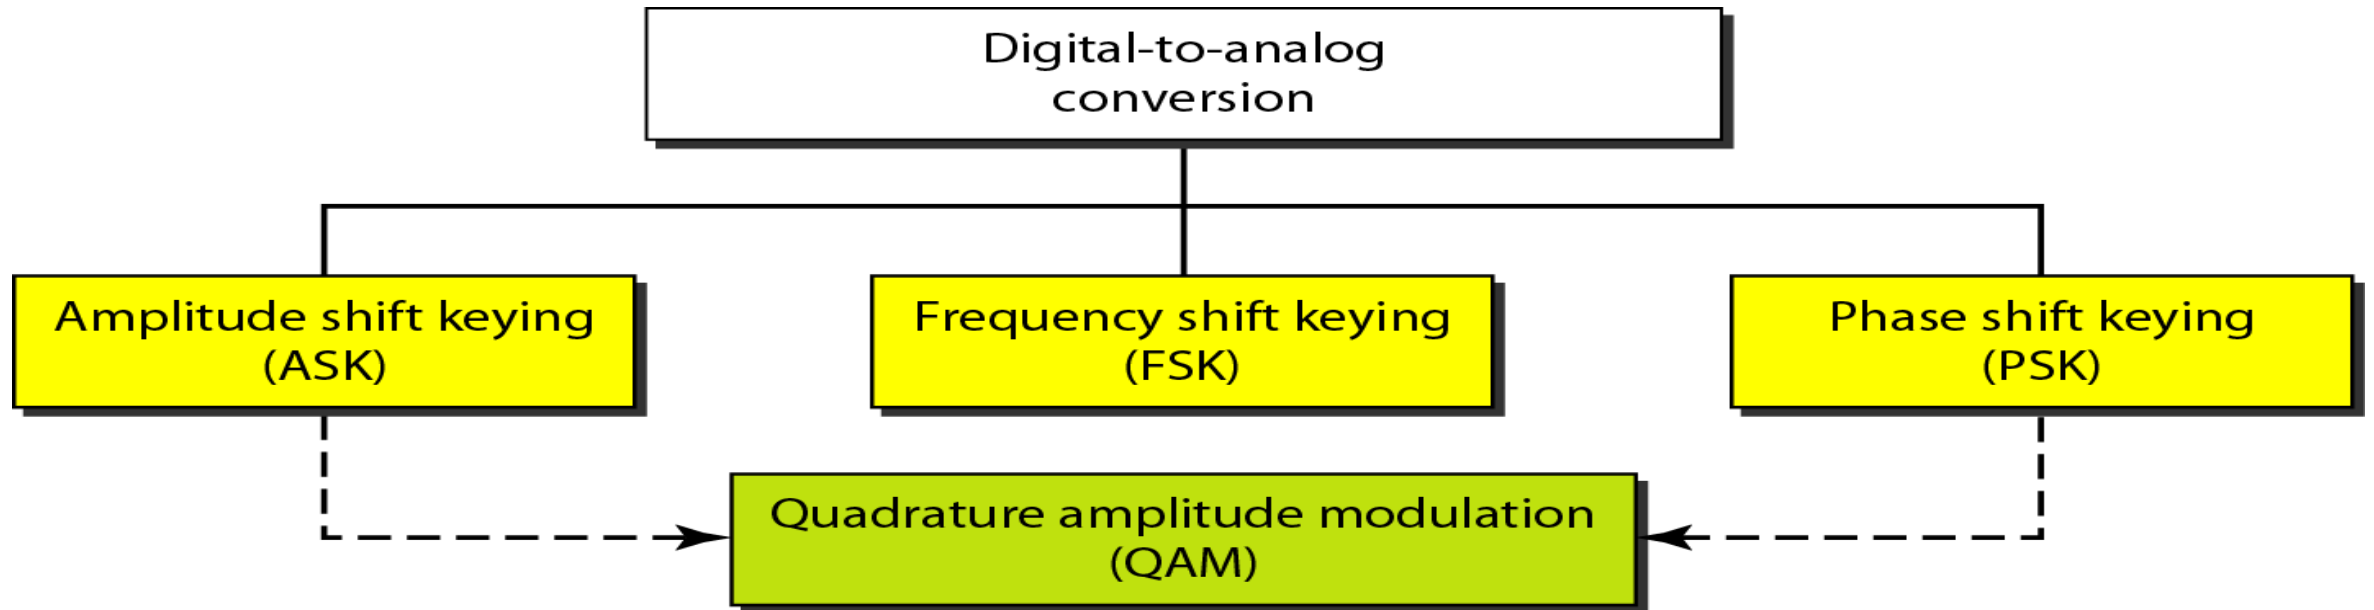 Digital-to-analog
conversion
Amplitude shift keying
(ASK)
Frequency shift keying
(FSK)
Phase shift keying
(PSK)
Quadrature amplitude modulation
(QAM)